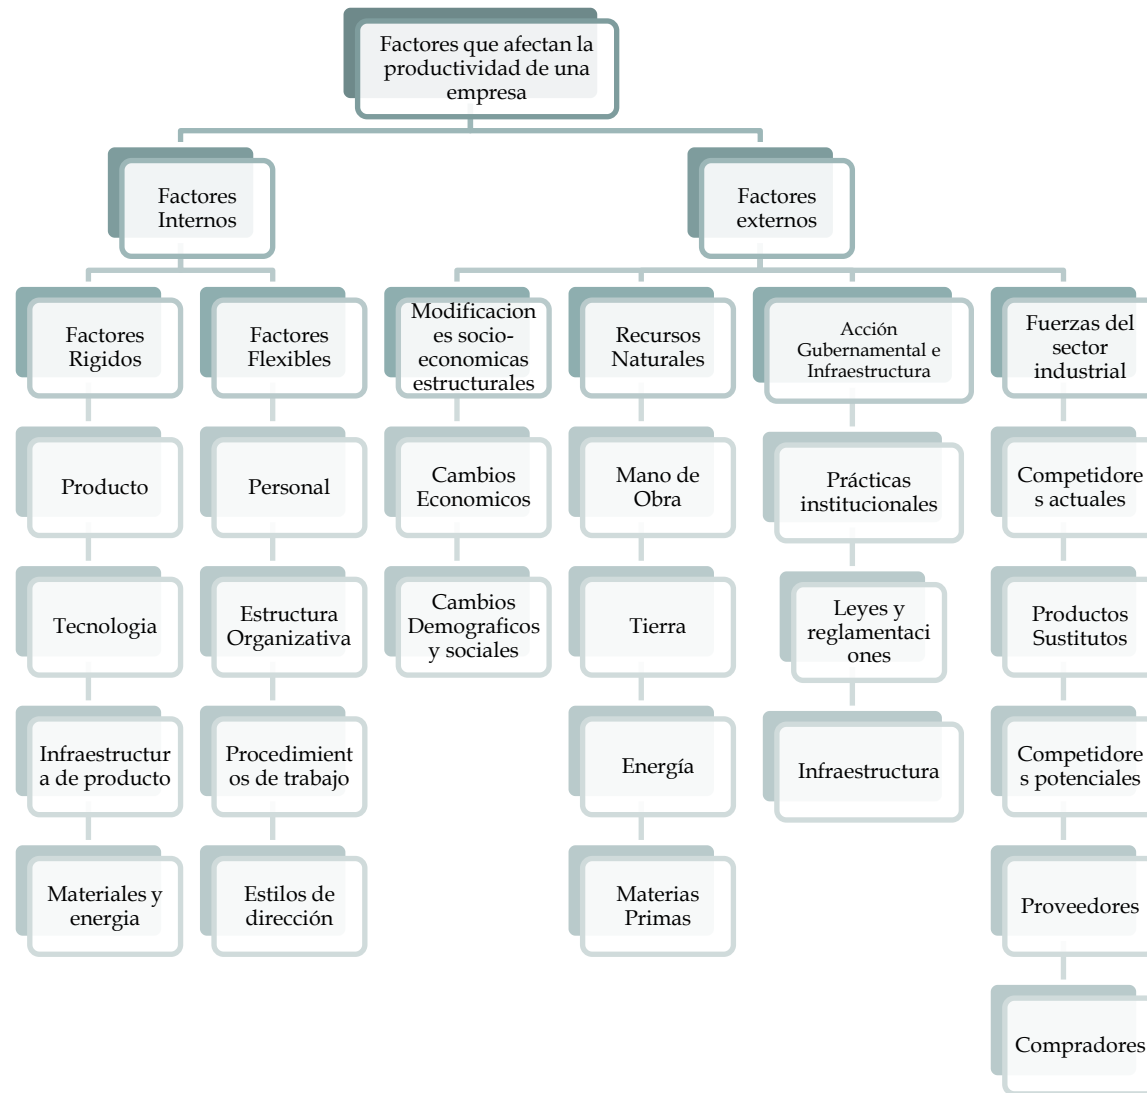 Factores que afectan la
productividad de una
empresa
Factores
Internos
Factores
externos
Factores
Rigidos
Factores
Flexibles
Modificacion
es socio-
economicas
estructurales
Recursos
Naturales
Acción
Gubernamental e
Infraestructura
Fuerzas del
sector
industrial
Producto
Personal
Cambios
Economicos
Mano de
Obra
Prácticas
institucionales
Competidore
s actuales
Tecnologia
Estructura
Organizativa
Cambios
Demograficos
y sociales
Tierra
Leyes y
reglamentaci
ones
Productos
Sustitutos
Infraestructur
a de producto
Procedimient
os de trabajo
Energía
Infraestructura
Competidore
s potenciales
Materiales y
energia
Estilos de
dirección
Materias
Primas
Proveedores
Compradores